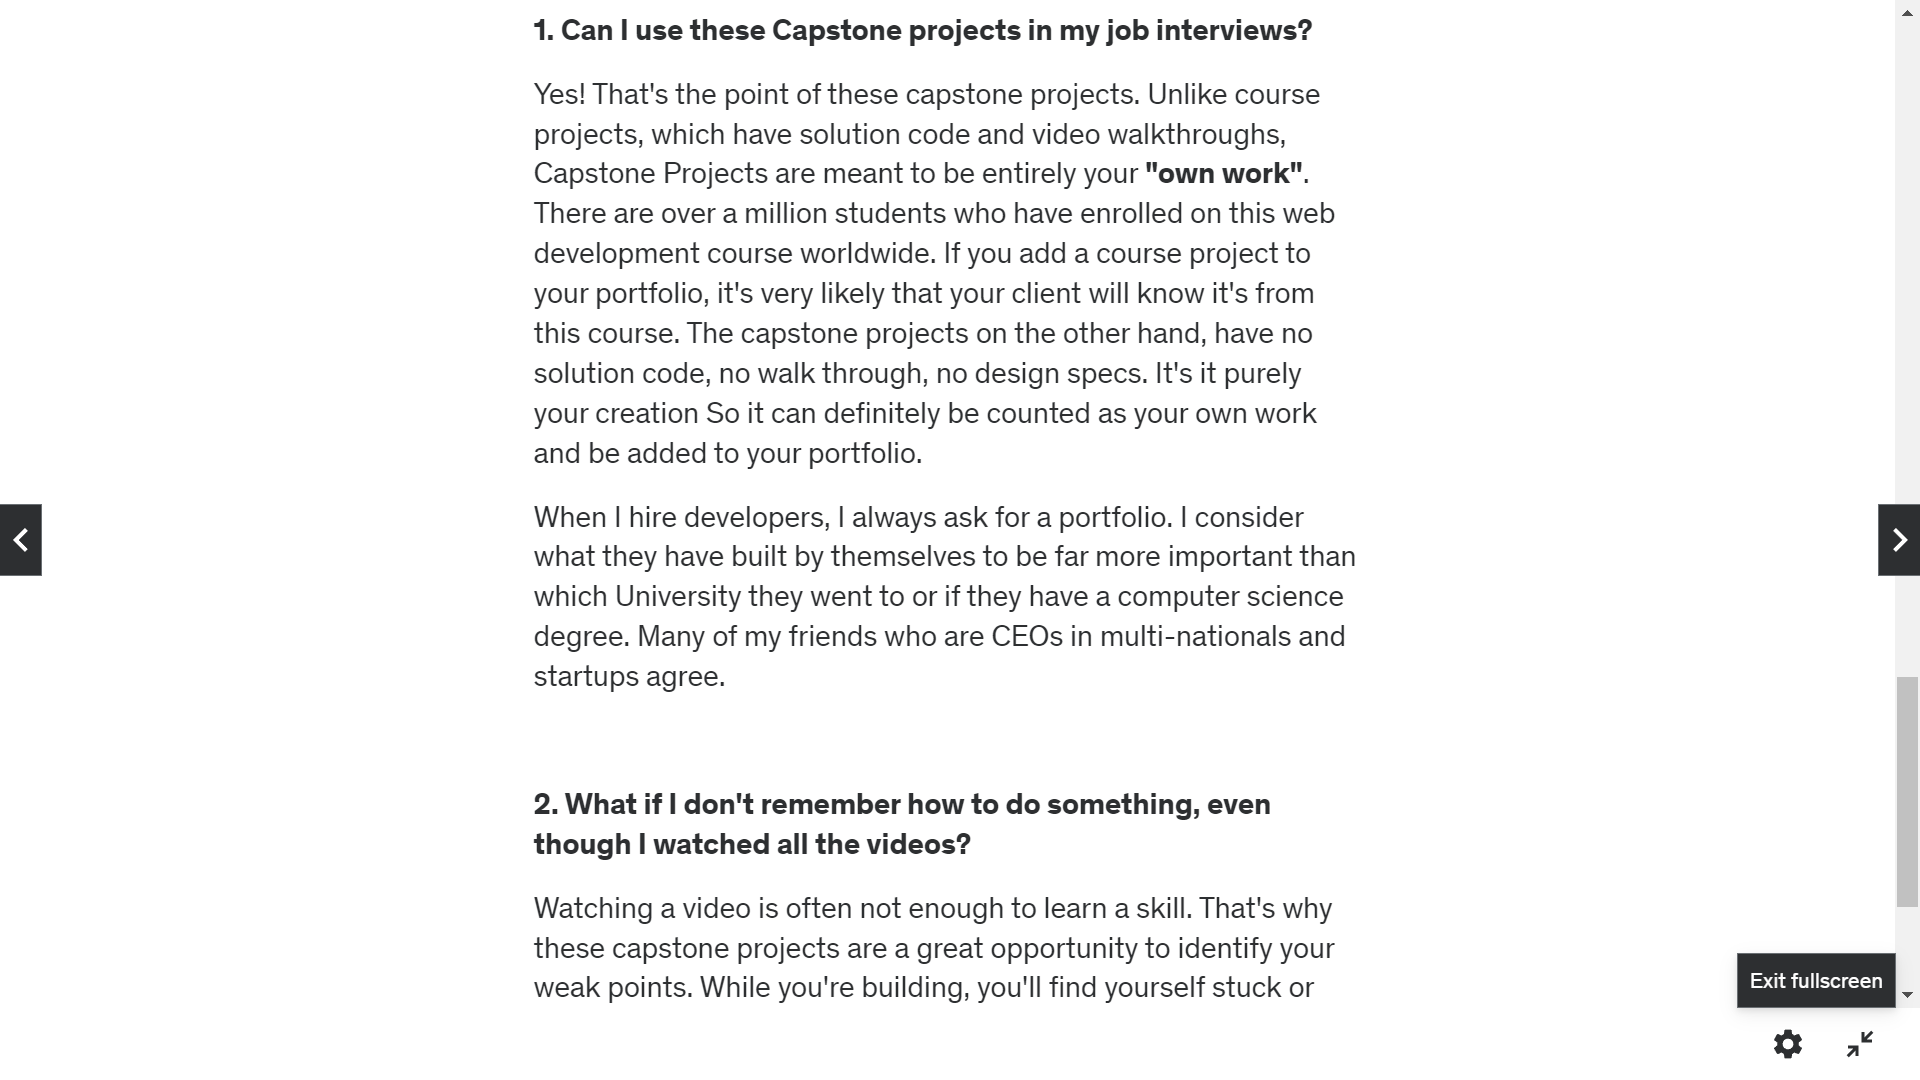 1. Can I use these Capstone projects in my job interviews?
Yes! That's the point of these capstone projects. Unlike course
projects, which have solution code and video walkthroughs,
Capstone Projects are meant to be entirely your "own work".
There are over a million students who have enrolled on this web
development course worldwide. If you add a course project to
your portfolio, it's very likely that your client will know it's from
this course. The capstone projects on the other hand, have no
solution code, no walk through, no design specs. It's it purely
your creation So it can definitely be counted as your own work
and be added to your portfolio.
When I hire developers, I always ask for a portfolio. I consider
what they have built by themselves to be far more important than
which University they went to or if they have a computer science
degree. Many of my friends who are CEOs in multi-nationals and
startups agree.
2. What if I don't remember how to do something, even
though I watched all the videos?
Watching a video is often not enough to learn a skill. That's why
these capstone projects are a great opportunity to identify your
weak points. While you're building, you'll find yourself stuck or
Exit fullscreen